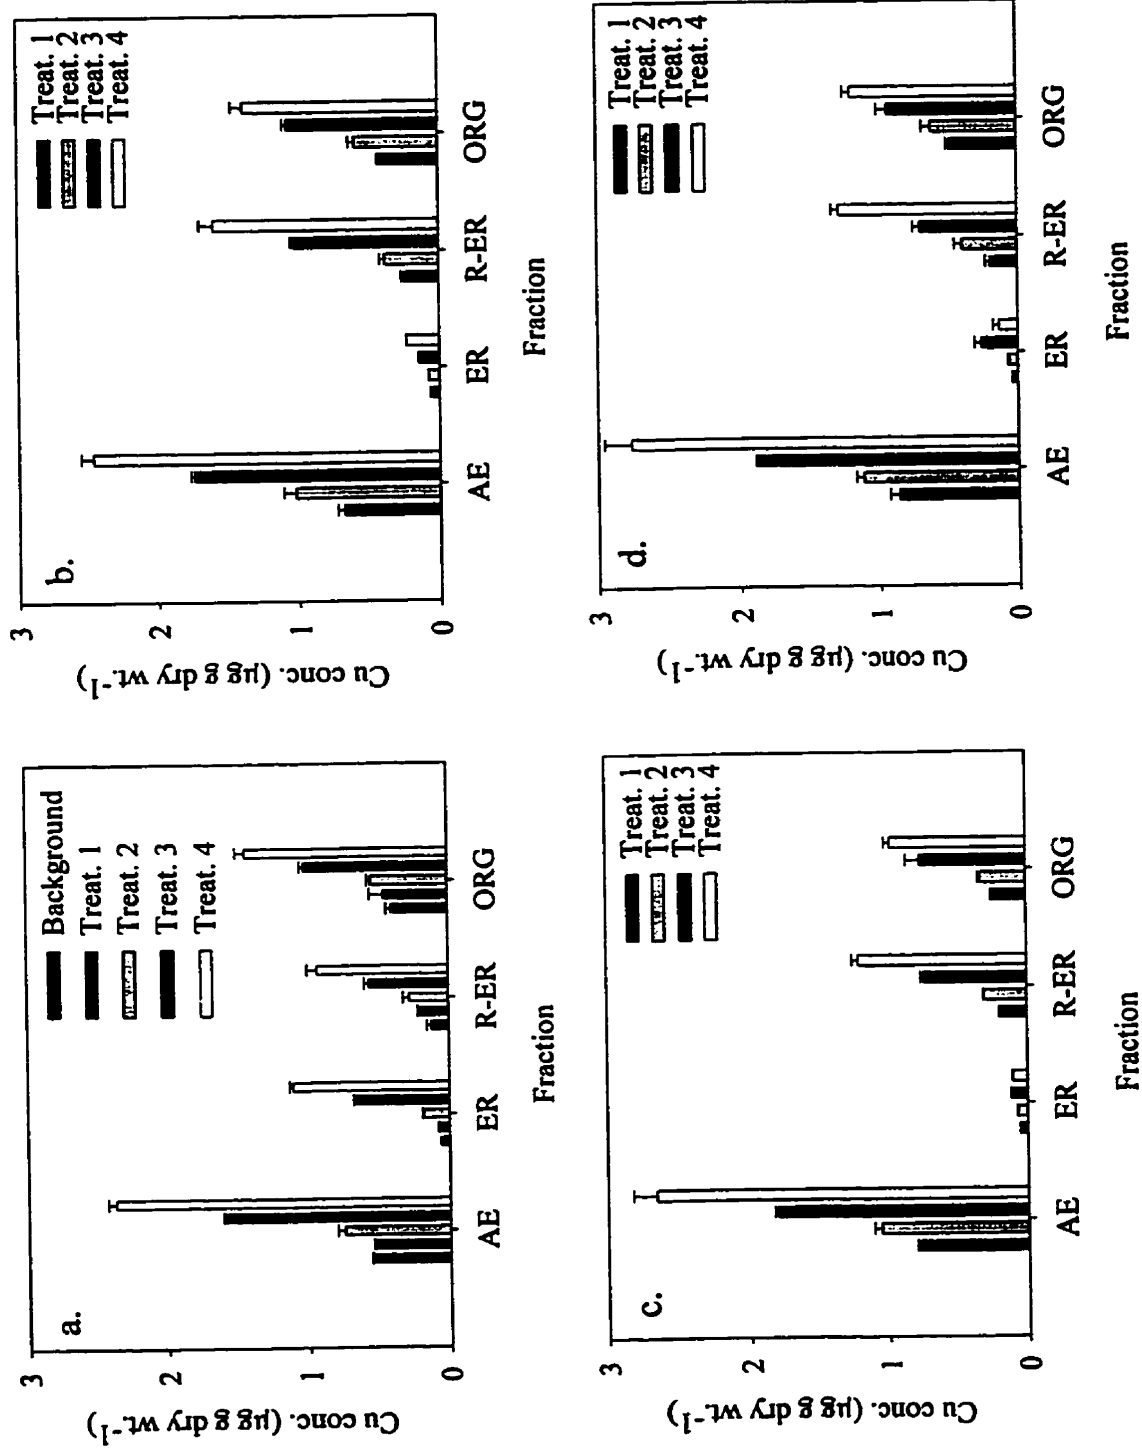 a.
Background
Treat. 1
Treat. 2
Treat. 3
Treat. 4
Cu conc. (µg g dry wt.⁻¹)
3
2
1
0
AE ER R-ER ORG
Fraction
b.
Treat. 1
Treat. 2
Treat. 3
Treat. 4
Cu conc. (µg g dry wt.⁻¹)
3
2
1
0
AE ER R-ER ORG
Fraction
c.
Treat. 1
Treat. 2
Treat. 3
Treat. 4
Cu conc. (µg g dry wt.⁻¹)
3
2
1
0
AE ER R-ER ORG
Fraction
d.
Treat. 1
Treat. 2
Treat. 3
Treat. 4
Cu conc. (µg g dry wt.⁻¹)
3
2
1
0
AE ER R-ER ORG
Fraction